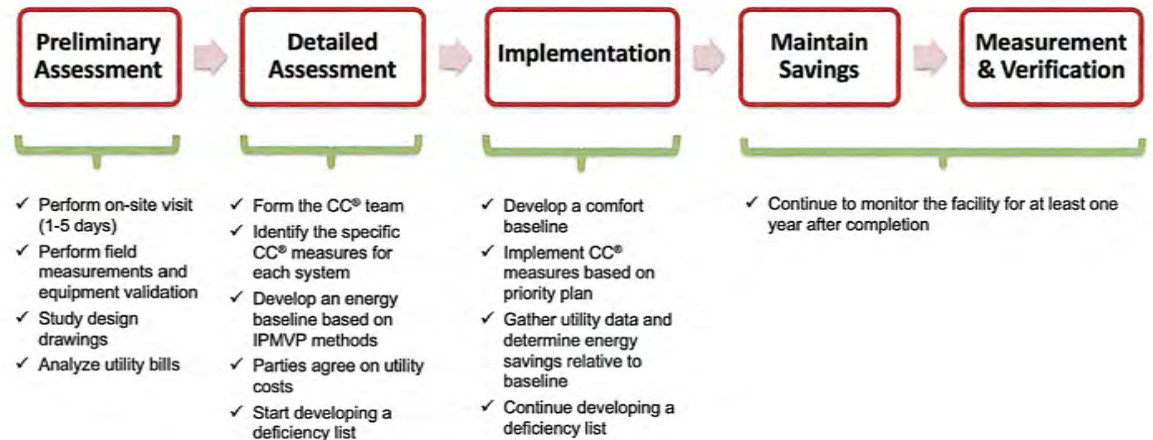 Preliminary
Assessment
Detailed
Assessment
Implementation
Maintain
Savings
Measurement
& Verification
✓ Perform on-site visit
(1-5 days)
✓ Perform field
measurements and
equipment validation
✓ Study design
drawings
✓ Analyze utility bills
✓ Form the CC® team
✓ Identify the specific
CC® measures for
each system
✓ Develop an energy
baseline based on
IPMVP methods
✓ Parties agree on utility
costs
✓ Start developing a
deficiency list
✓ Develop a comfort
baseline
✓ Implement CC®
measures based on
priority plan
✓ Gather utility data and
determine energy
savings relative to
baseline
✓ Continue developing a
deficiency list
✓ Continue to monitor the facility for at least one
year after completion